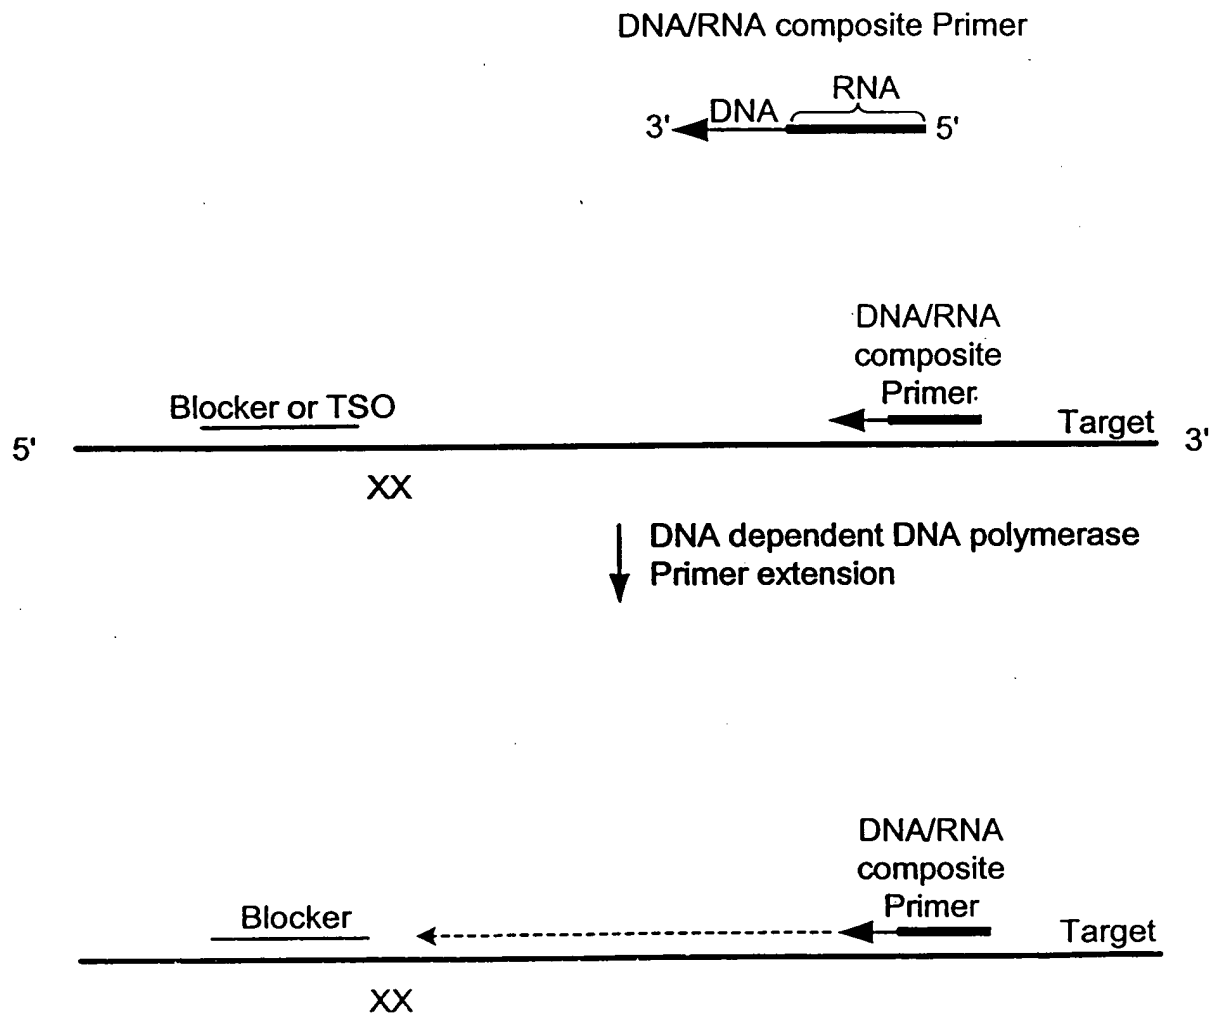 DNA/RNA composite Primer
RNA
3' DNA 5'
DNA/RNA
composite
Primer
Blocker or TSO
Target
5' 3'
XX
DNA dependent DNA polymerase
Primer extension
DNA/RNA
composite
Primer
Blocker
Target
XX